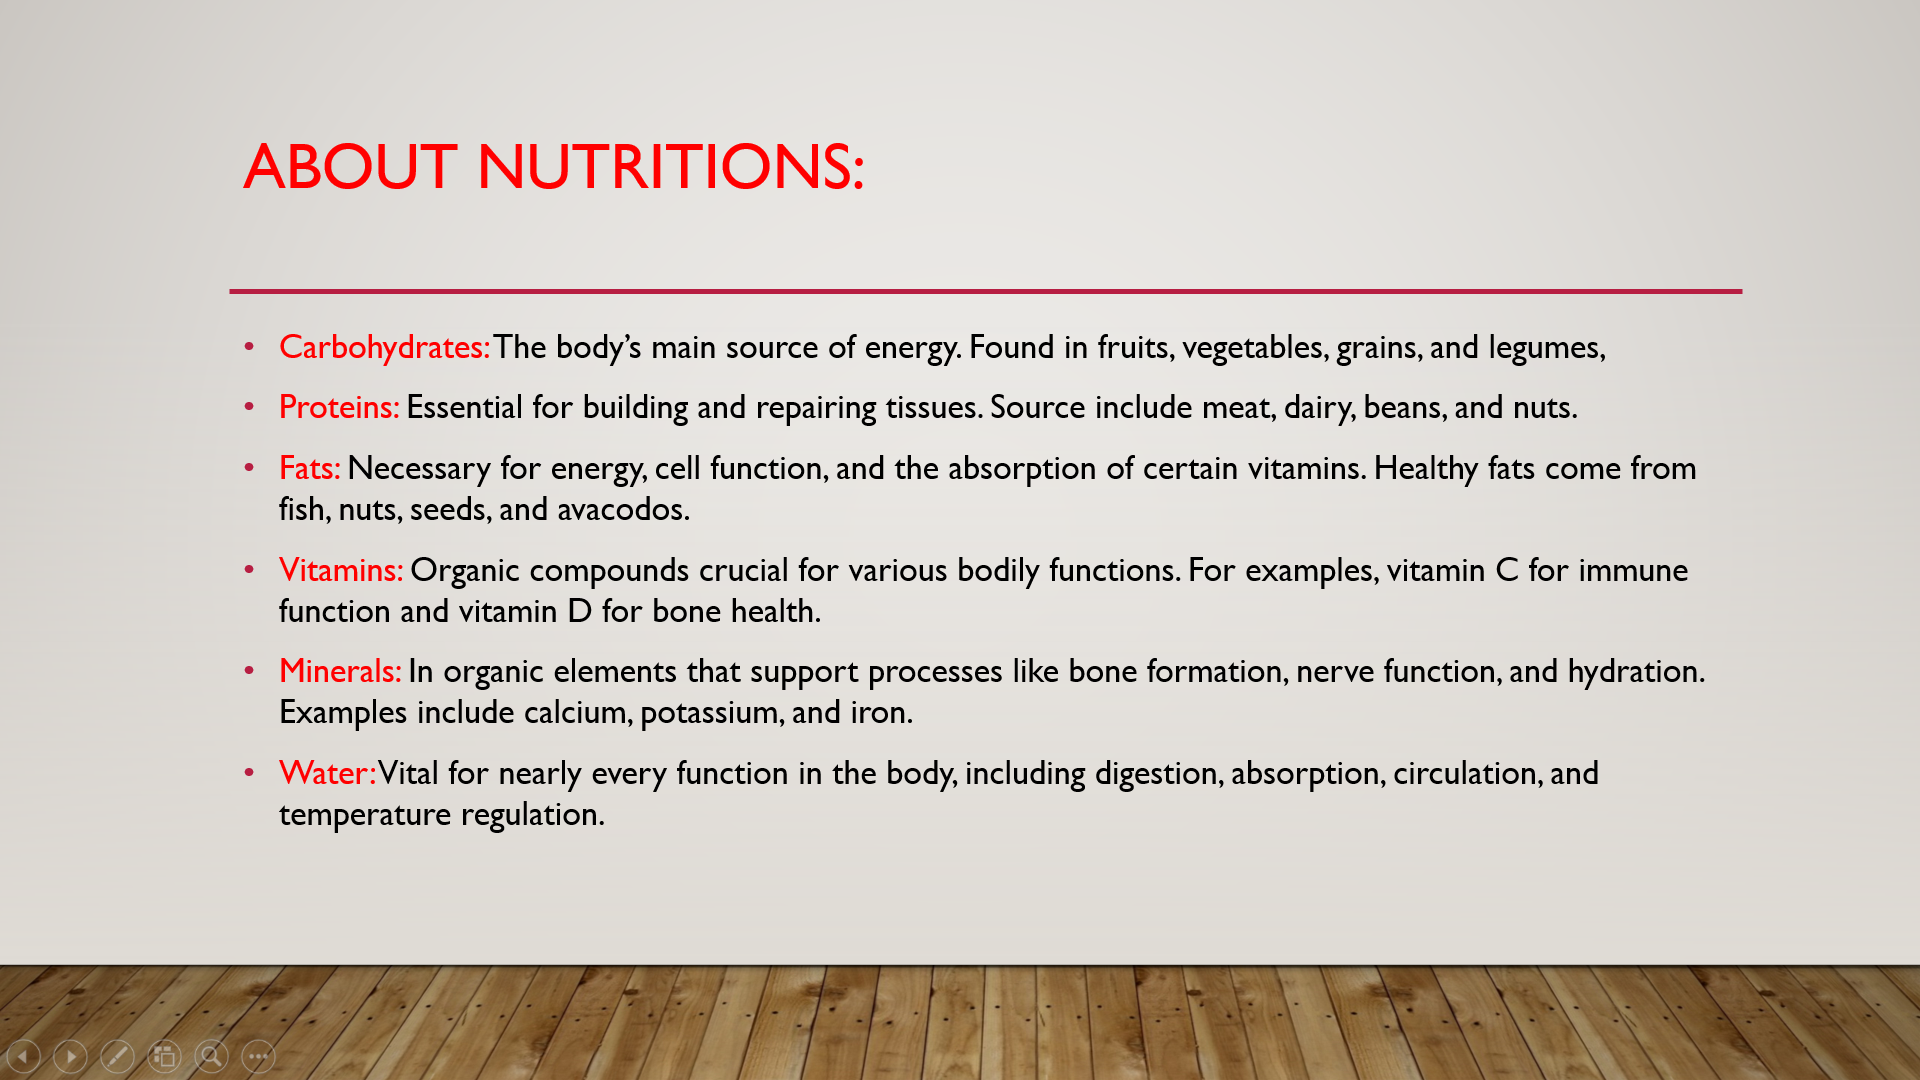 ABOUT NUTRITIONS:
• Carbohydrates: The body’s main source of energy. Found in fruits, vegetables, grains, and legumes,
• Proteins: Essential for building and repairing tissues. Source include meat, dairy, beans, and nuts.
• Fats: Necessary for energy, cell function, and the absorption of certain vitamins. Healthy fats come from
fish, nuts, seeds, and avacodos.
• Vitamins: Organic compounds crucial for various bodily functions. For examples, vitamin C for immune
function and vitamin D for bone health.
• Minerals: In organic elements that support processes like bone formation, nerve function, and hydration.
Examples include calcium, potassium, and iron.
• Water: Vital for nearly every function in the body, including digestion, absorption, circulation, and
temperature regulation.